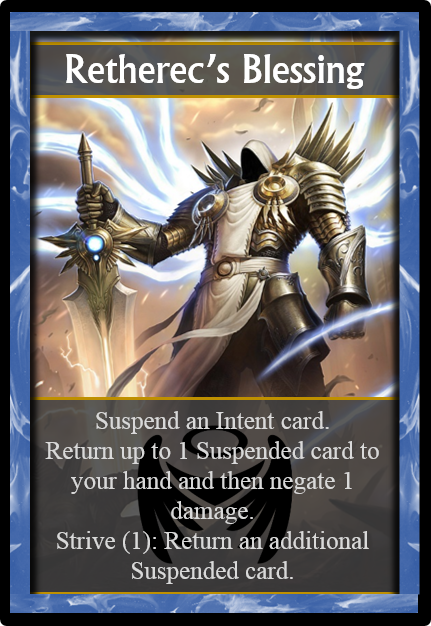 Retherec's Blessing
Suspend an Intent card.
Return up to 1 Suspended card to
your hand and then negate 1
damage.
Strive (1): Return an additional
Suspended card.